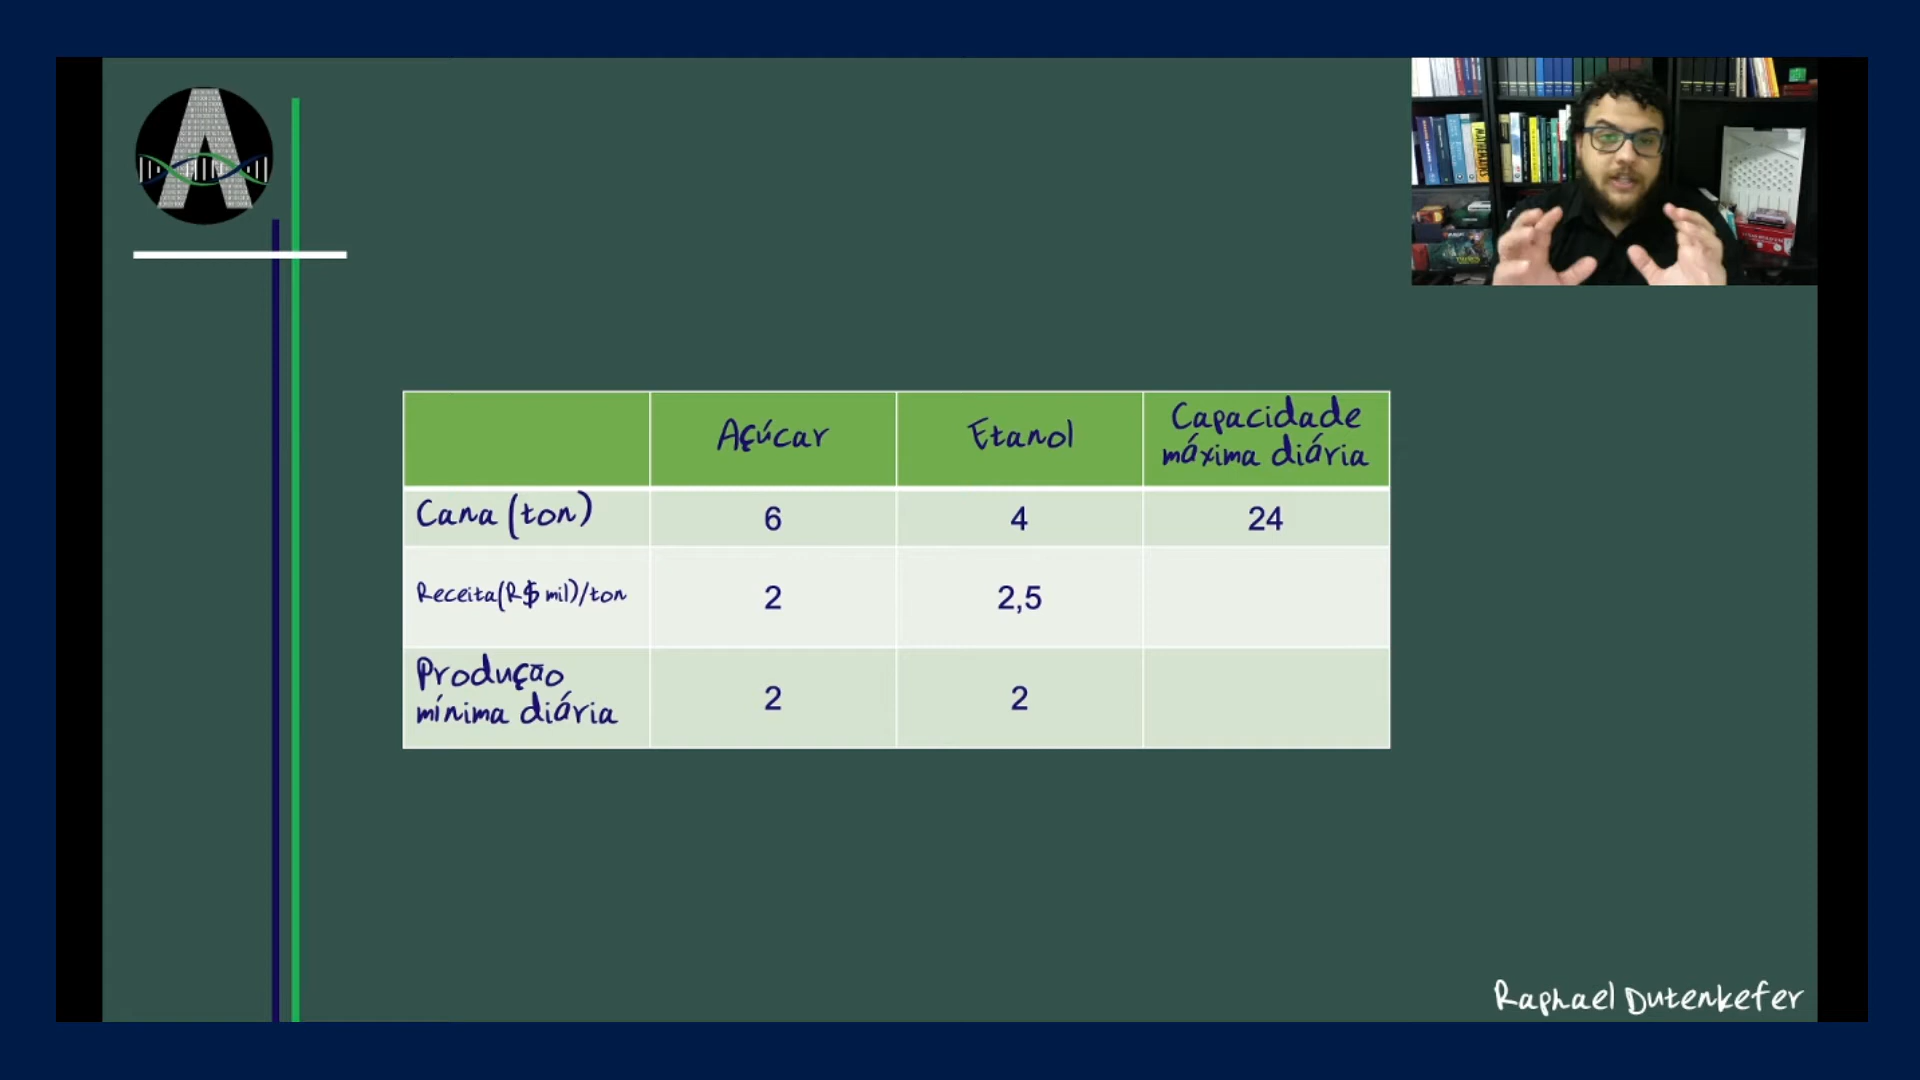 Açúcar
Etanol
Capacidade
máxima diária
Cana (ton)
6
4
24
Receita(R$ mil)/ton
2
2,5
Produção
mínima diária
2
2
Raphael Dutenkefer